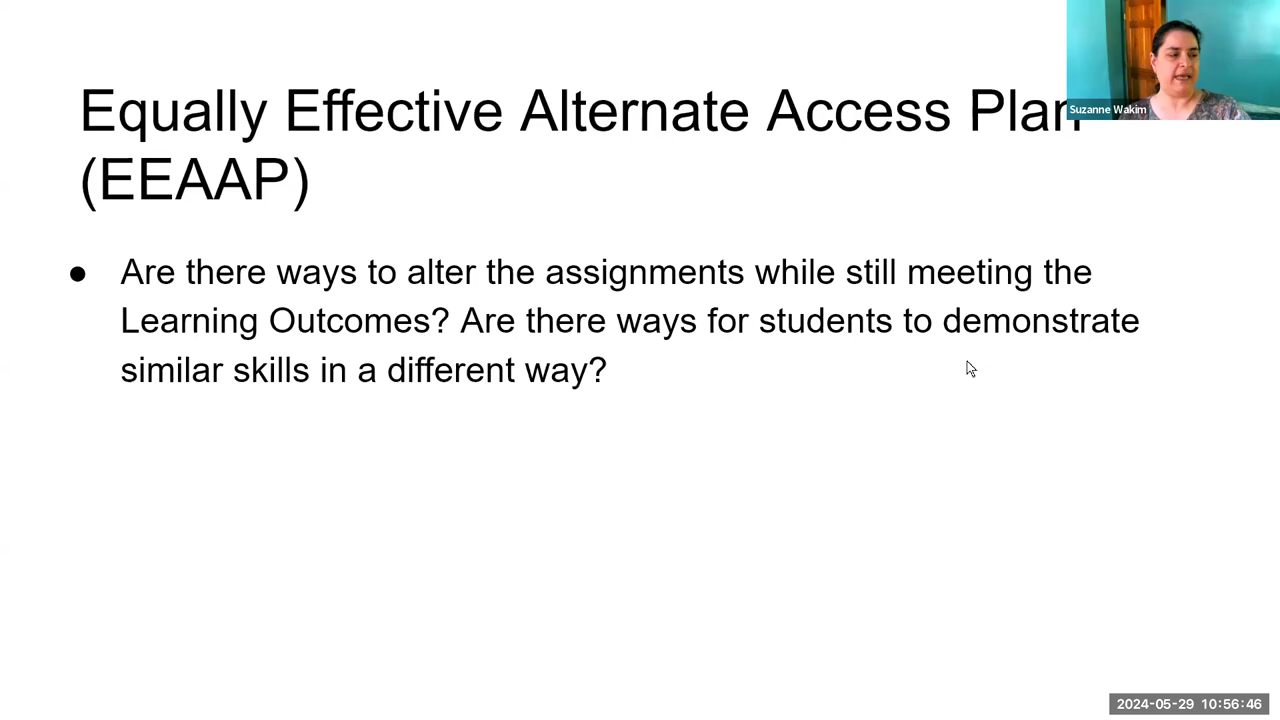 Equally Effective Alternate Access Plan
(EEAAP)
● Are there ways to alter the assignments while still meeting the
Learning Outcomes? Are there ways for students to demonstrate
similar skills in a different way?
Suzanne Wakim
2024-05-29 10:56:46